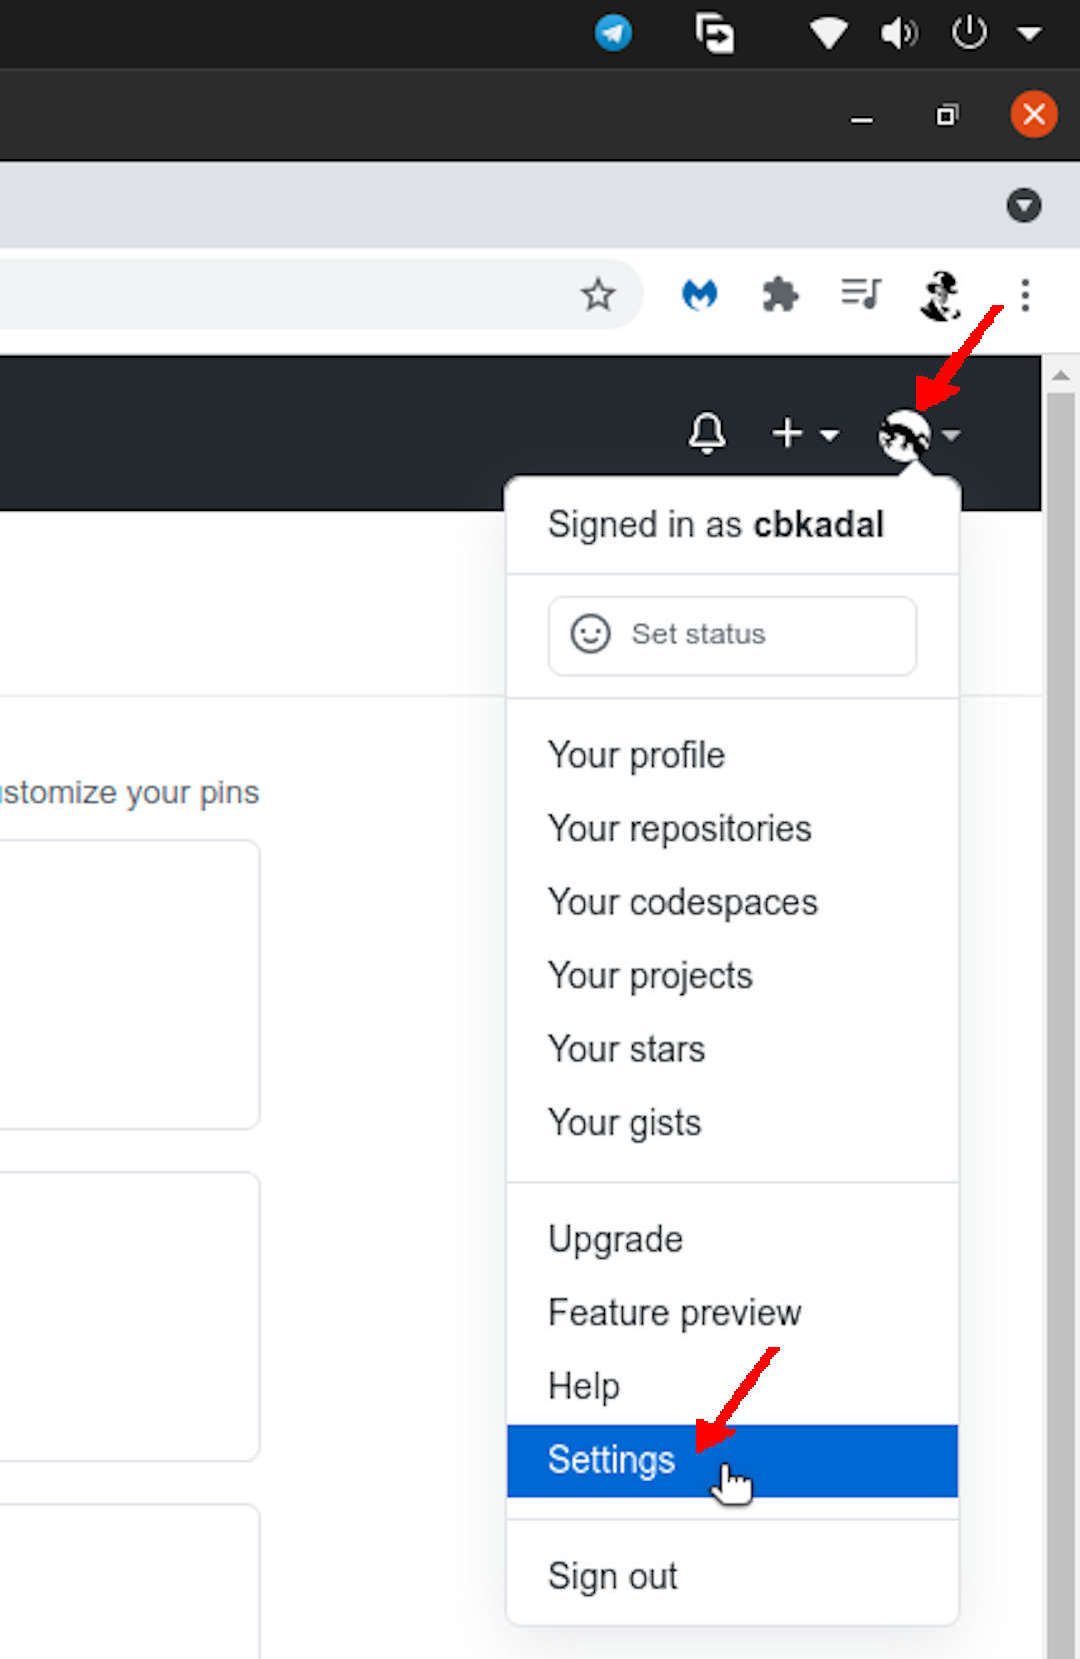 Signed in as cbkadal
Set status
Your profile
stomize your pins
Your repositories
Your codespaces
Your projects
Your stars
Your gists
Upgrade
Feature preview
Help
Settings
Sign out